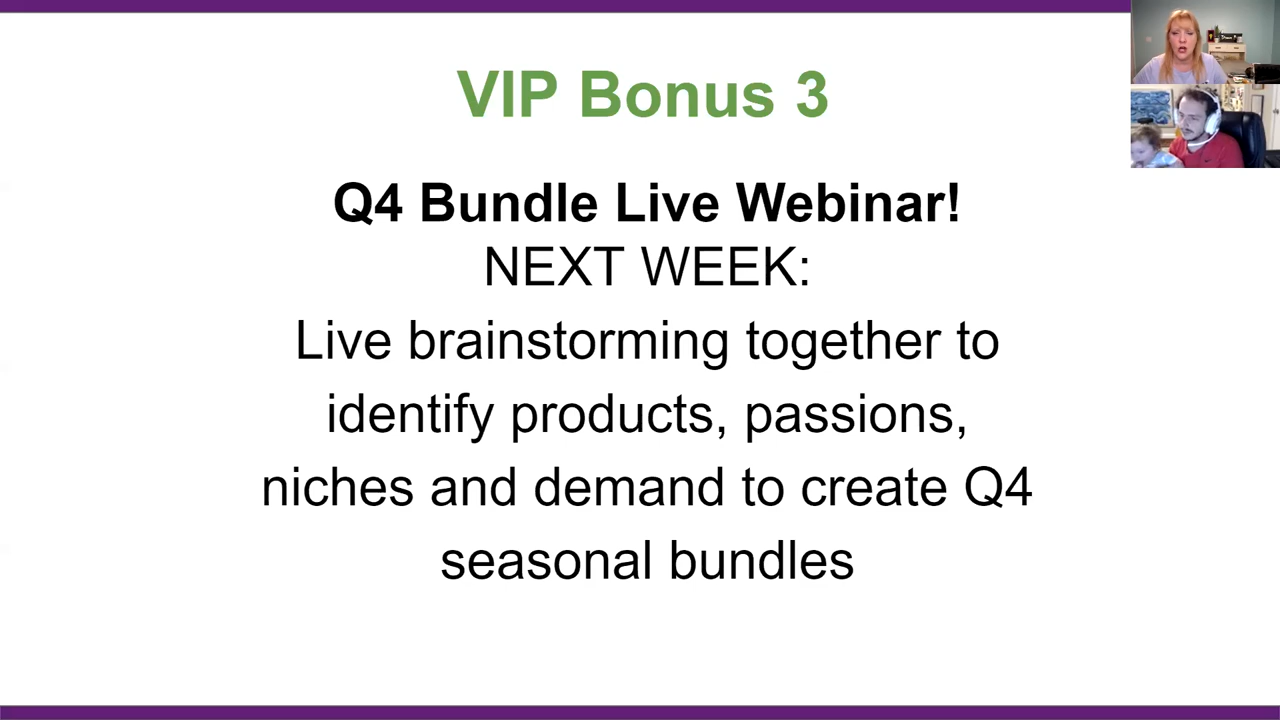 VIP Bonus 3
Q4 Bundle Live Webinar!
NEXT WEEK:
Live brainstorming together to
identify products, passions,
niches and demand to create Q4
seasonal bundles